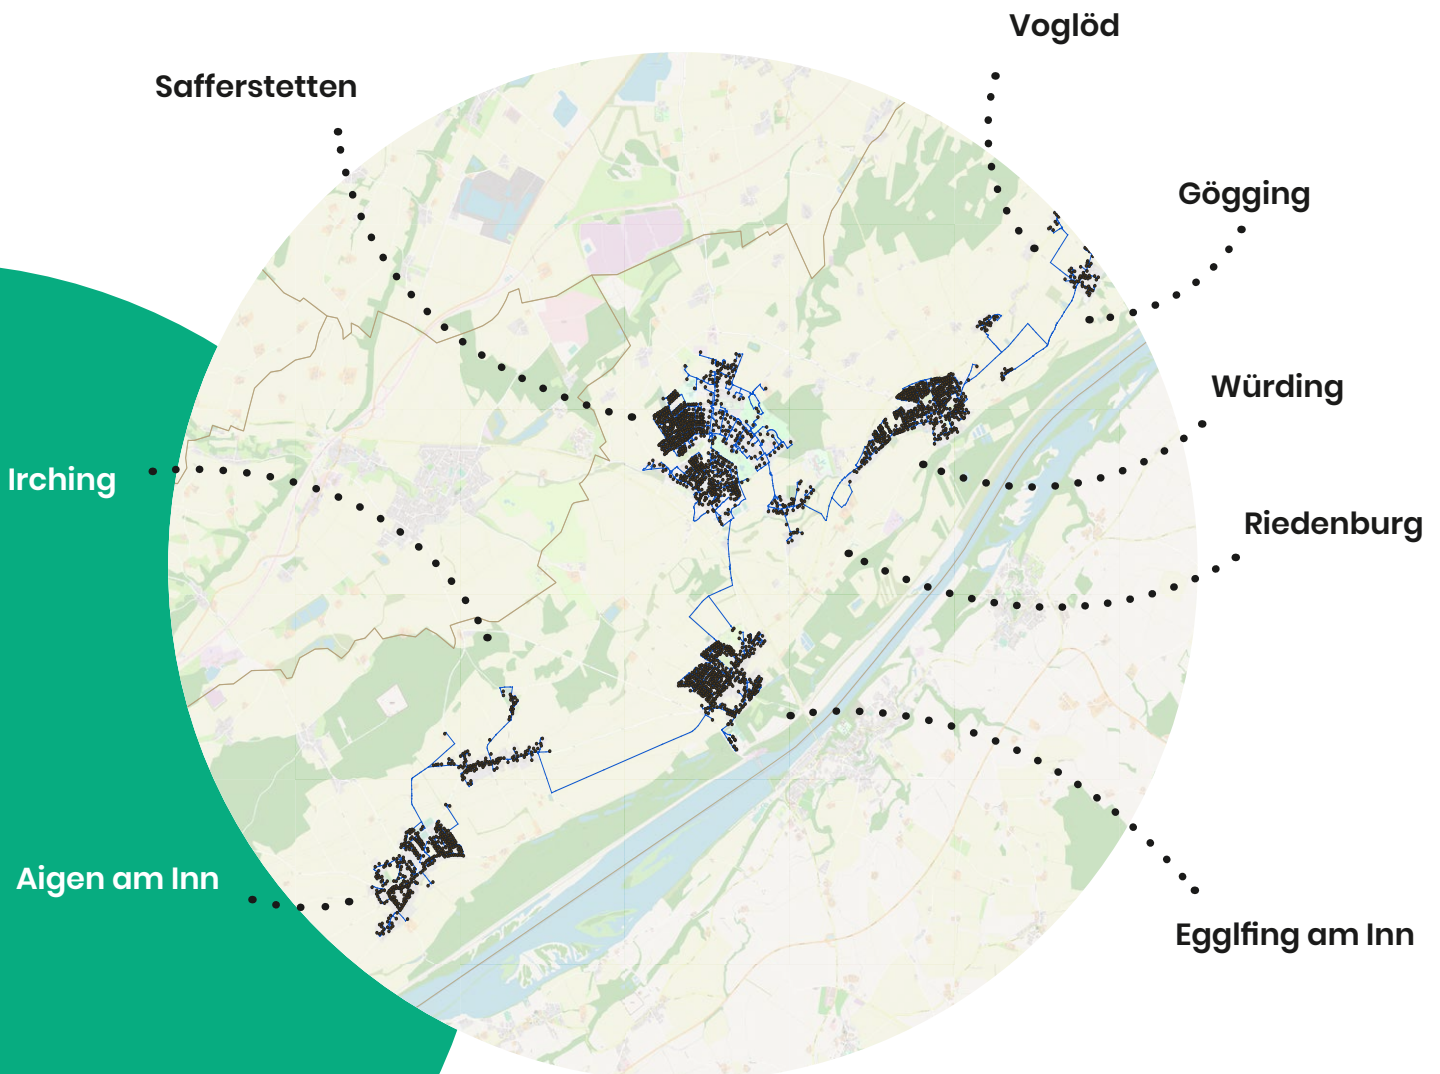 Voglöd
Safferstetten
Gögging
Würding
Irching
Riedenburg
Aigen am Inn
Egglfing am Inn